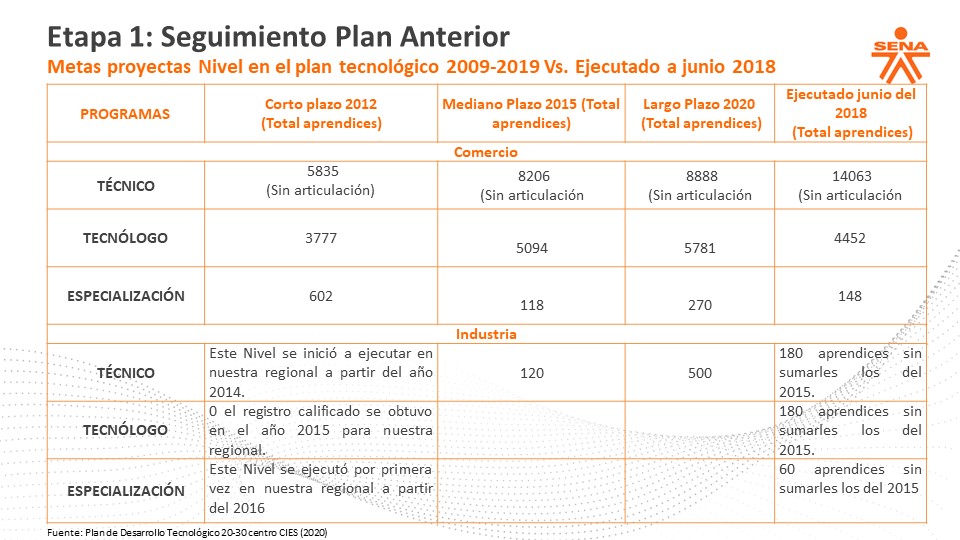 Etapa 1: Seguimiento Plan Anterior
Metas proyectas Nivel en el plan tecnológico 2009-2019 Vs. Ejecutado a junio 2018
SENA
PROGRAMAS
Corto plazo 2012
(Total aprendices)
Mediano Plazo 2015 (Total
aprendices)
Largo Plazo 2020
(Total aprendices)
Ejecutado junio del
2018
(Total aprendices)
Comercio
TÉCNICO
5835
(Sin articulación)
8206
(Sin articulación
8888
(Sin articulación
14063
(Sin articulación
TECNÓLOGO
3777
5094
5781
4452
ESPECIALIZACIÓN
602
118
270
148
Industria
TÉCNICO
Este Nivel se inició a ejecutar en
nuestra regional a partir del año
2014.
120
500
180 aprendices sin
sumarles los del
2015.
TECNÓLOGO
0 el registro calificado se obtuvo
en el año 2015 para nuestra
regional.
180 aprendices sin
sumarles los del
2015.
ESPECIALIZACIÓN
Este Nivel se ejecutó por primera
vez en nuestra regional a partir
del 2016
60 aprendices sin
sumarles los del 2015
Fuente: Plan de Desarrollo Tecnológico 20-30 centro CIES (2020)